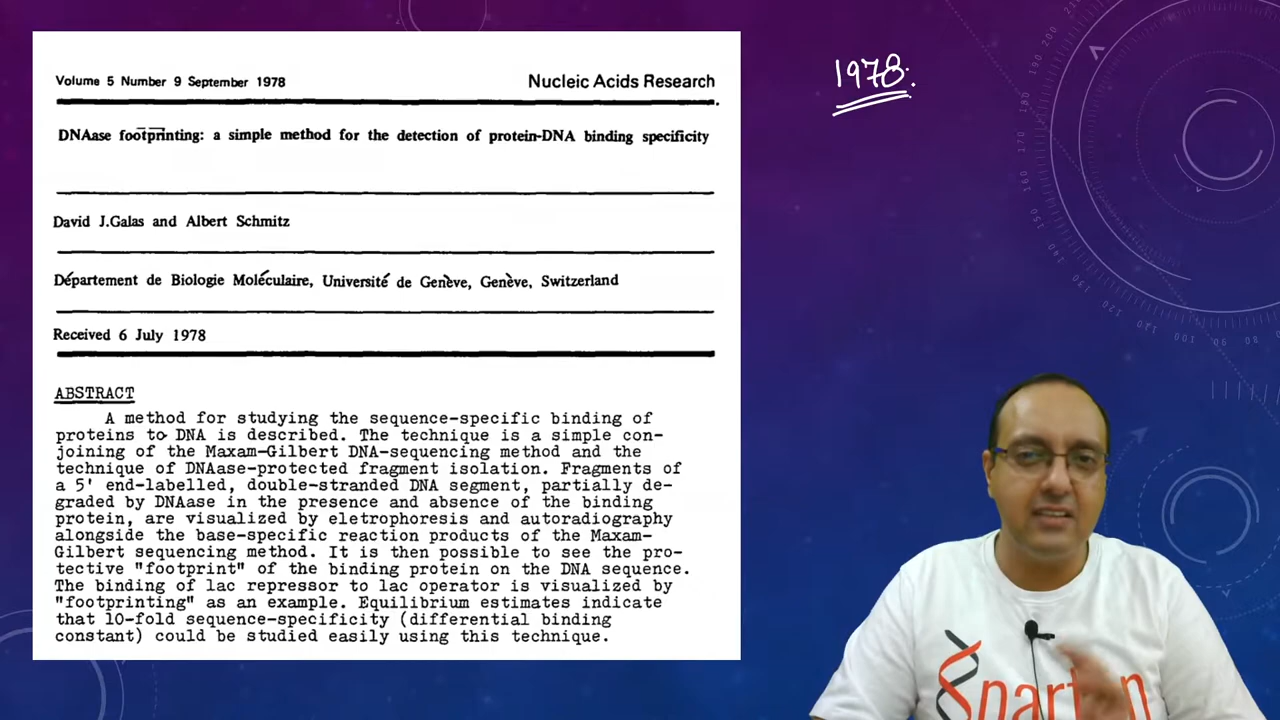 Volume 5 Number 9 September 1978 Nucleic Acids Research
DNAase footprinting: a simple method for the detection of protein-DNA binding specificity
David J.Galas and Albert Schmitz
Département de Biologie Moléculaire, Université de Genève, Genève, Switzerland
Received 6 July 1978
ABSTRACT
A method for studying the sequence-specific binding of
proteins to DNA is described. The technique is a simple con-
joining of the Maxam-Gilbert DNA-sequencing method and the
technique of DNAase-protected fragment isolation. Fragments of
a 5' end-labelled, double-stranded DNA segment, partially de-
graded by DNAase in the presence and absence of the binding
protein, are visualized by eletrophoresis and autoradiography
alongside the base-specific reaction products of the Maxam-
Gilbert sequencing method. It is then possible to see the pro-
tective "footprint" of the binding protein on the DNA sequence.
The binding of lac repressor to lac operator is visualized by
"footprinting" as an example. Equilibrium estimates indicate
that 10-fold sequence-specificity (differential binding
constant) could be studied easily using this technique.
1978.